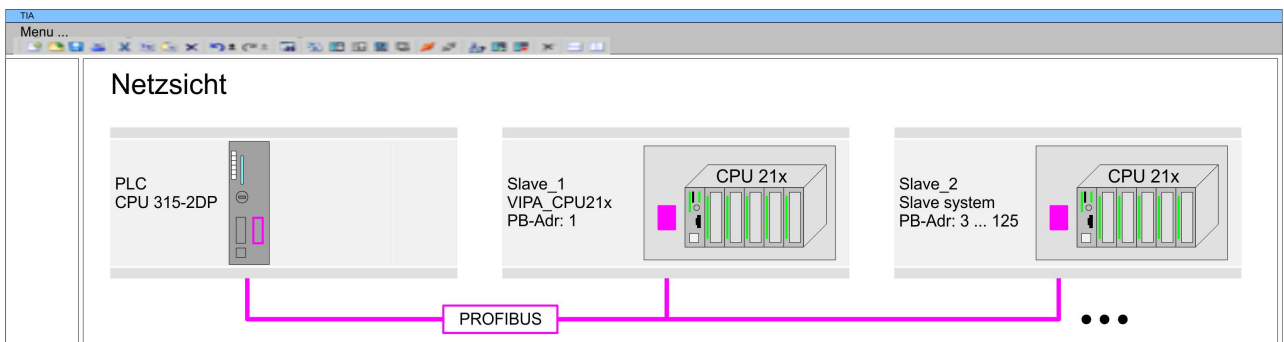 TIA
Menu ...
Netzsicht
PLC
CPU 315-2DP
Slave_1
VIPA_CPU21x
PB-Adr: 1
CPU 21x
Slave_2
Slave system
PB-Adr: 3 ... 125
CPU 21x
PROFIBUS